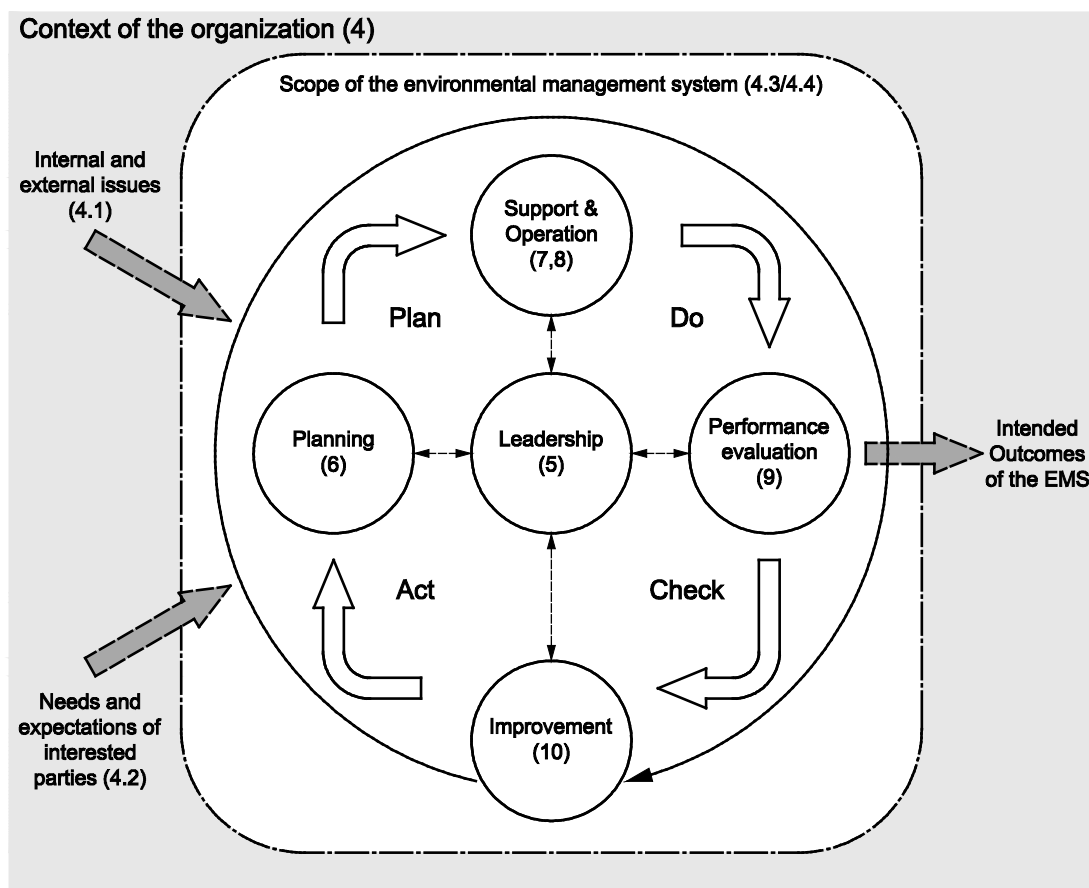 Context of the organization (4)
Scope of the environmental management system (4.3/4.4)
Internal and
external issues
(4.1)
Support &
Operation
(7,8)
Plan
Do
Planning
(6)
Leadership
(5)
Performance
evaluation
(9)
Intended
Outcomes
of the EMS
Act
Check
Needs and
expectations of
interested
parties (4.2)
Improvement
(10)